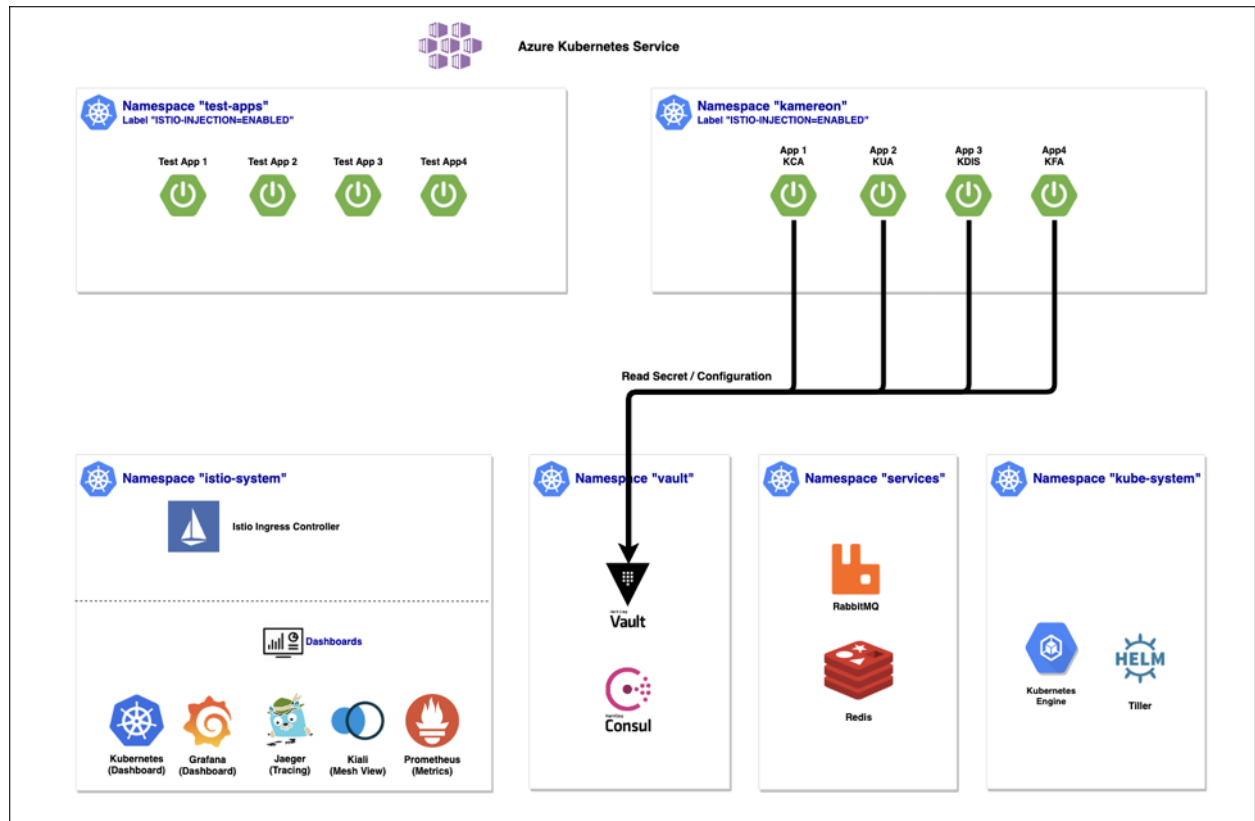 Azure Kubernetes Service
Namespace "test-apps"
Label "ISTIO-INJECTION=ENABLED"
Test App 1
Test App 2
Test App 3
Test App4
Namespace "kamereon"
Label "ISTIO-INJECTION=ENABLED"
App 1
KCA
App 2
KUA
App 3
KDIS
App4
KFA
Read Secret / Configuration
Namespace "istio-system"
Istio Ingress Controller
Dashboards
Kubernetes
(Dashboard)
Grafana
(Dashboard)
Jaeger
(Tracing)
Kiali
(Mesh View)
Prometheus
(Metrics)
Namespace "vault"
Vault
Consul
Namespace "services"
RabbitMQ
Redis
Namespace "kube-system"
Kubernetes
Engine
HELM
Tiller